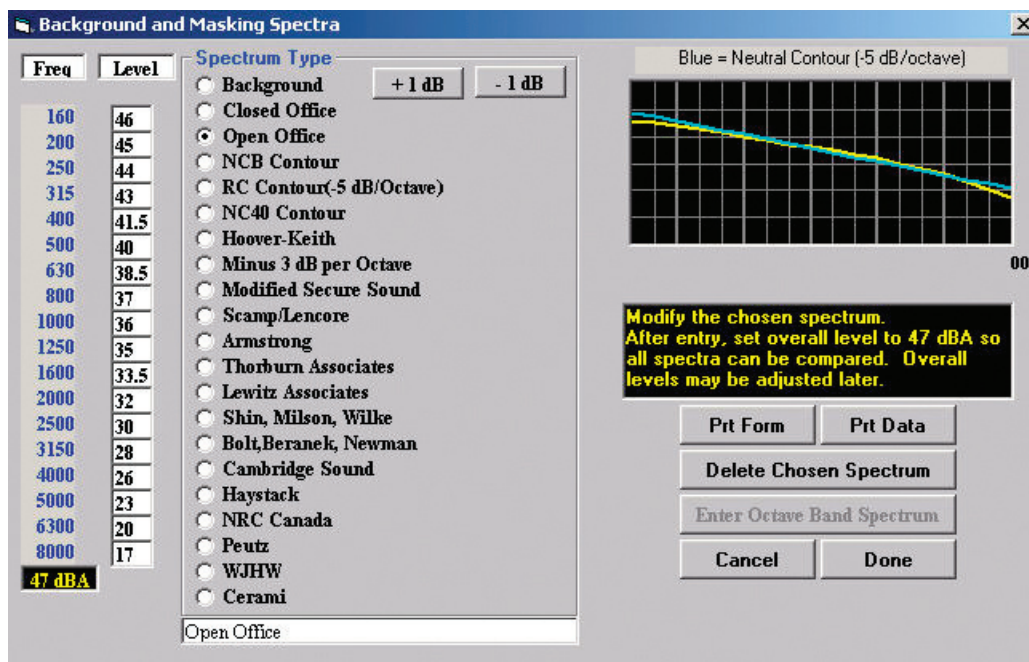 Background and Masking Spectra
Freq Level
160 46
200 45
250 44
315 43
400 41.5
500 40
630 38.5
800 37
1000 36
1250 35
1600 33.5
2000 32
2500 30
3150 28
4000 26
5000 23
6300 20
8000 17
47 dBA
Spectrum Type
+ 1 dB - 1 dB
Background
Closed Office
Open Office
NCB Contour
RC Contour(-5 dB/Octave)
NC40 Contour
Hoover-Keith
Minus 3 dB per Octave
Modified Secure Sound
Scamp/Lencore
Armstrong
Thorburn Associates
Lewitz Associates
Shin, Milson, Wilke
Bolt,Beranek, Newman
Cambridge Sound
Haystack
NRC Canada
Peutz
WJHW
Cerami
Open Office
Blue = Neutral Contour (-5 dB/octave)
00
Modify the chosen spectrum.
After entry, set overall level to 47 dBA so
all spectra can be compared. Overall
levels may be adjusted later.
Prt Form Prt Data
Delete Chosen Spectrum
Enter Octave Band Spectrum
Cancel Done